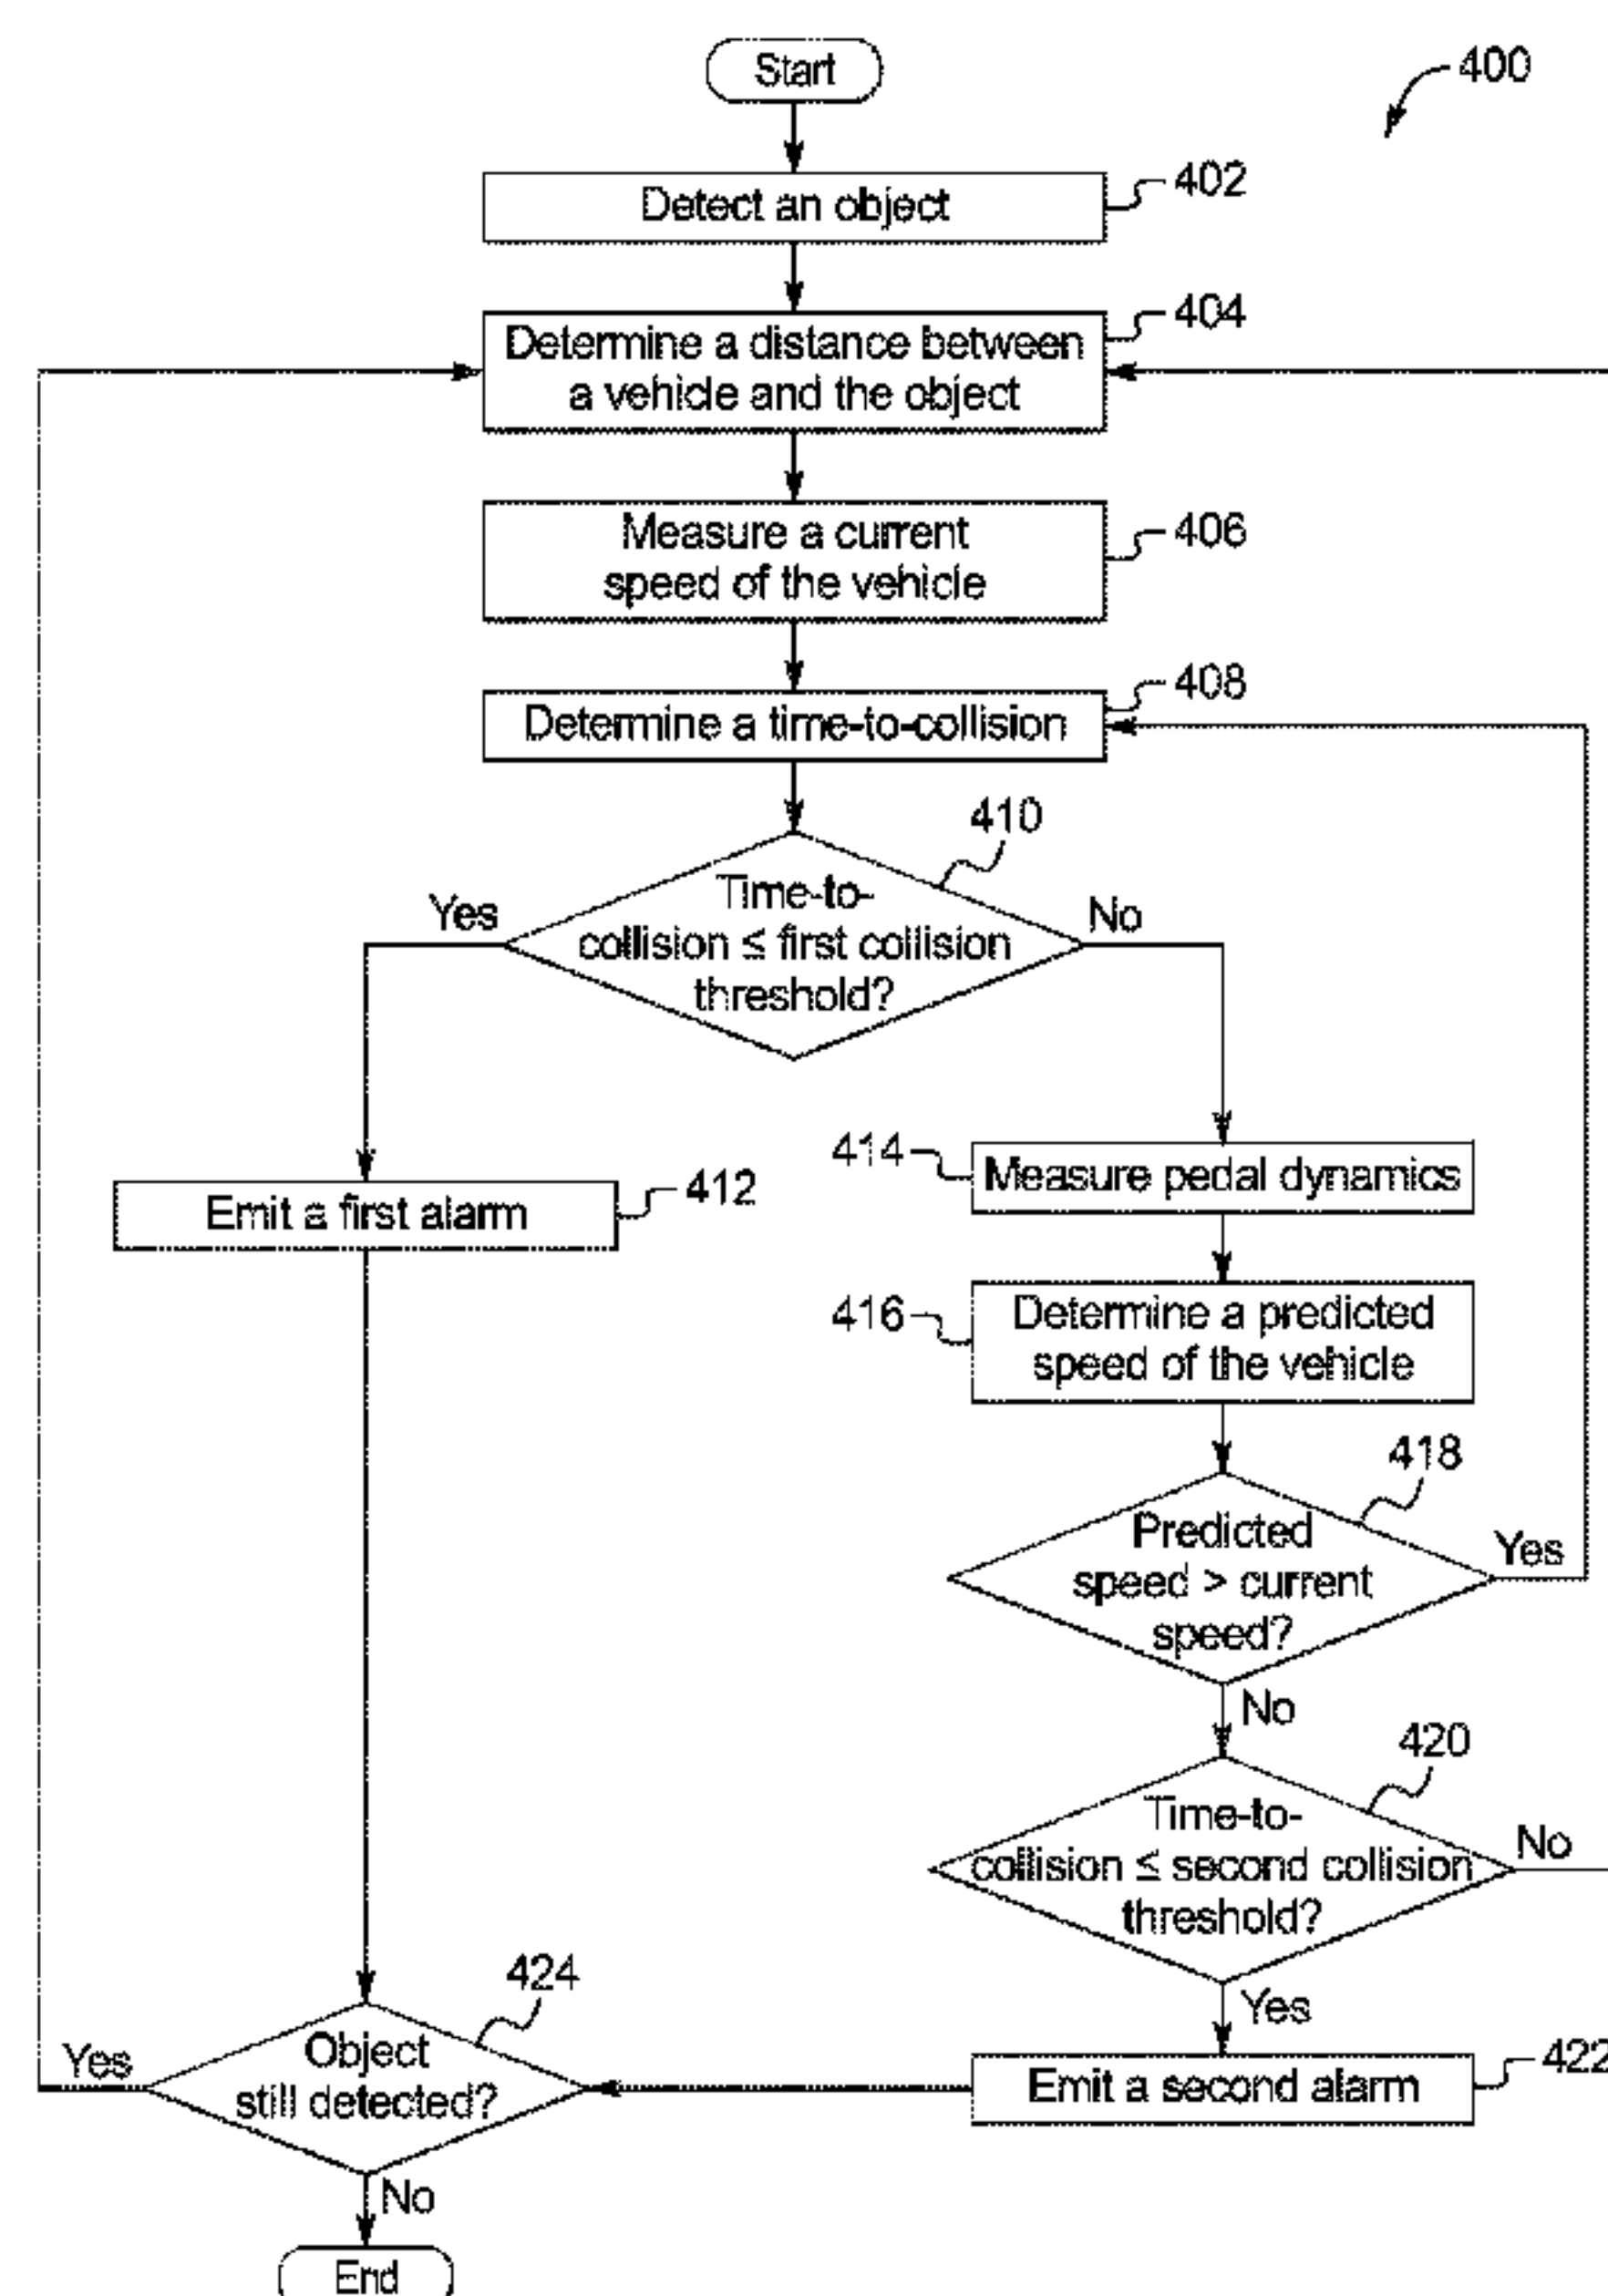 Start
400
Detect an object
402
Determine a distance between
a vehicle and the object
404
Measure a current
speed of the vehicle
406
Determine a time-to-collision
408
410
Time-to-
collision ≤ first collision
threshold?
Yes
No
Emit a first alarm
412
414
Measure pedal dynamics
416
Determine a predicted
speed of the vehicle
418
Predicted
speed > current
speed?
Yes
No
420
Time-to-
collision ≤ second collision
threshold?
No
Yes
422
Emit a second alarm
424
Object
still detected?
Yes
No
End